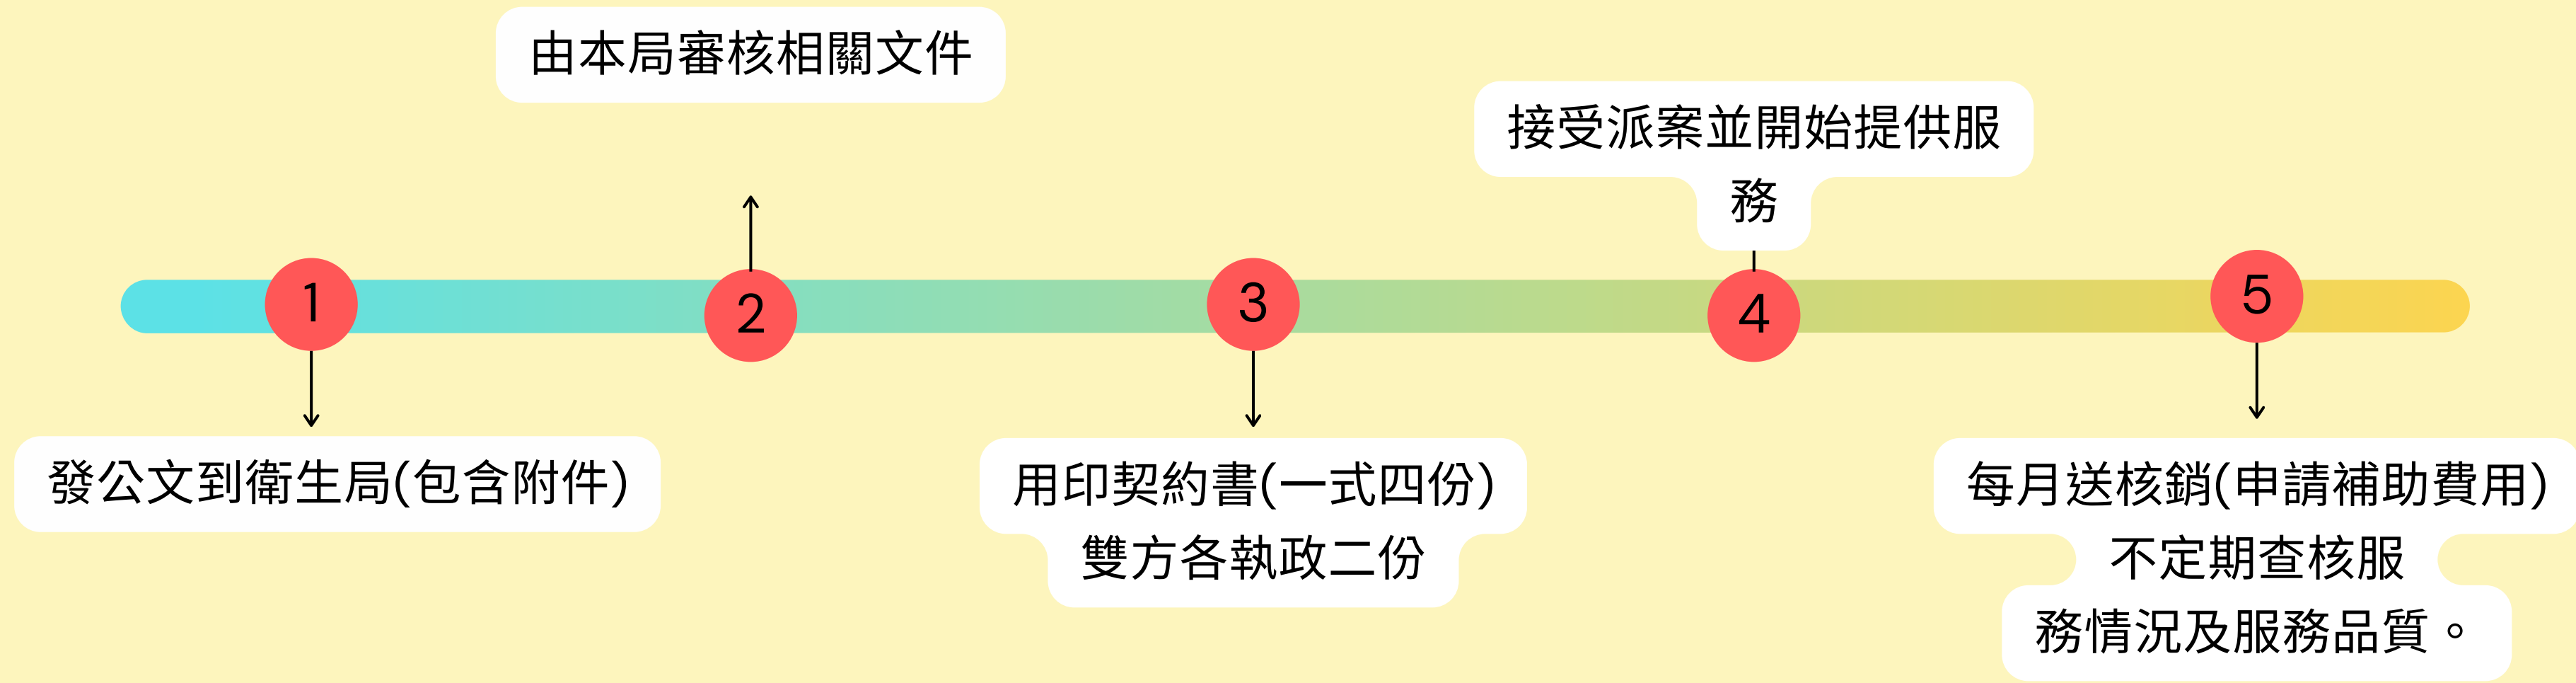 由本局審核相關文件
接受派案並開始提供服
務
1
2
3
4
5
發公文到衛生局(包含附件)
用印契約書(一式四份)
雙方各執政二份
每月送核銷(申請補助費用)
不定期查核服
務情況及服務品質。